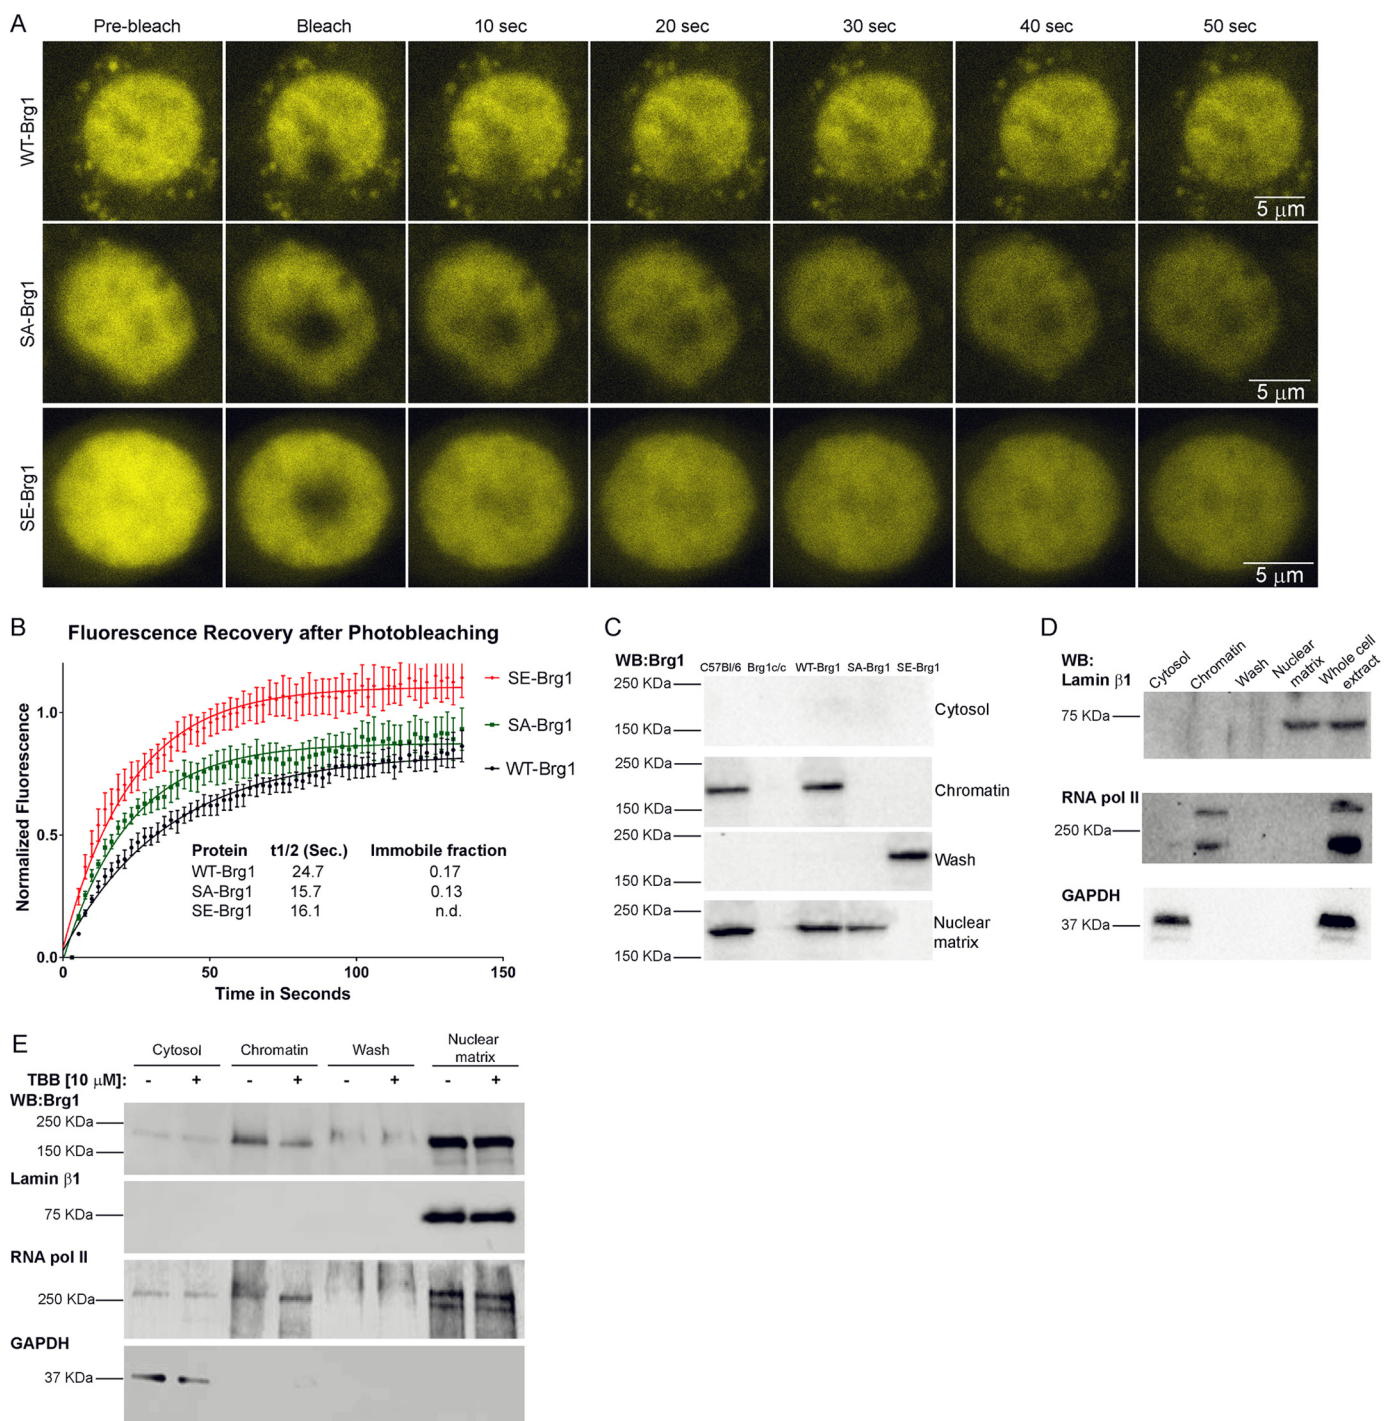 A
Pre-bleach Bleach 10 sec 20 sec 30 sec 40 sec 50 sec
WT-Brg1
5 μm
SA-Brg1
5 μm
SE-Brg1
5 μm
B
Fluorescence Recovery after Photobleaching
Normalized Fluorescence
1.0
0.5
0.0
0 50 100 150
Time in Seconds
SE-Brg1
SA-Brg1
WT-Brg1
Protein t1/2 (Sec.) Immobile fraction
WT-Brg1 24.7 0.17
SA-Brg1 15.7 0.13
SE-Brg1 16.1 n.d.
C
WB:Brg1
C57Bl/6 Brg1c/c WT-Brg1 SA-Brg1 SE-Brg1
250 KDa
150 KDa
Cytosol
250 KDa
150 KDa
Chromatin
250 KDa
150 KDa
Wash
250 KDa
150 KDa
Nuclear
matrix
D
WB:
Lamin β1
Cytosol
Chromatin
Wash
Nuclear
matrix
Whole cell
extract
75 KDa
RNA pol II
250 KDa
GAPDH
37 KDa
E
Cytosol Chromatin Wash Nuclear
matrix
TBB [10 μM]: - + - + - + - +
WB:Brg1
250 KDa
150 KDa
Lamin β1
75 KDa
RNA pol II
250 KDa
GAPDH
37 KDa